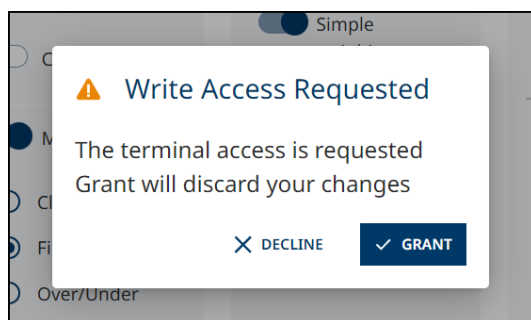 Simple
Write Access Requested
The terminal access is requested
Grant will discard your changes
DECLINE
GRANT
Over/Under